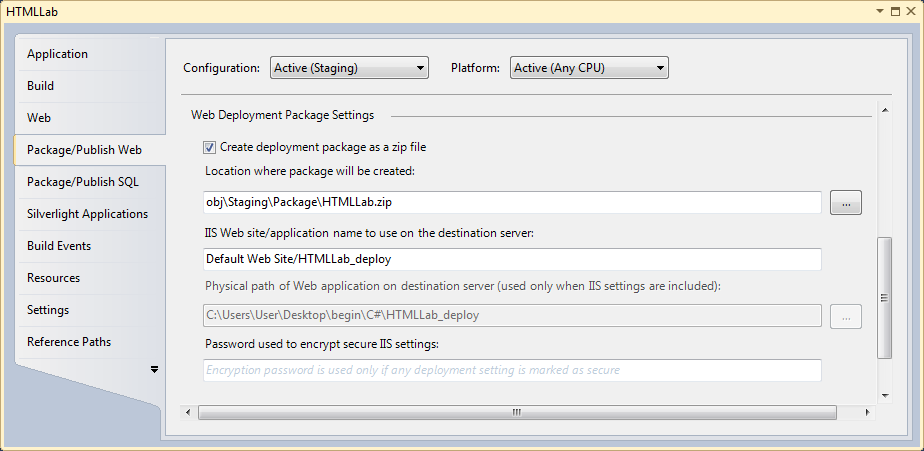 HTMLLab
Application
Build
Web
Package/Publish Web
Package/Publish SQL
Silverlight Applications
Build Events
Resources
Settings
Reference Paths
Configuration: Active (Staging) Platform: Active (Any CPU)
Web Deployment Package Settings
Create deployment package as a zip file
Location where package will be created:
obj\Staging\Package\HTMLLab.zip ...
IIS Web site/application name to use on the destination server:
Default Web Site/HTMLLab_deploy
Physical path of Web application on destination server (used only when IIS settings are included):
C:\Users\User\Desktop\begin\C#\HTMLLab_deploy ...
Password used to encrypt secure IIS settings:
Encryption password is used only if any deployment setting is marked as secure